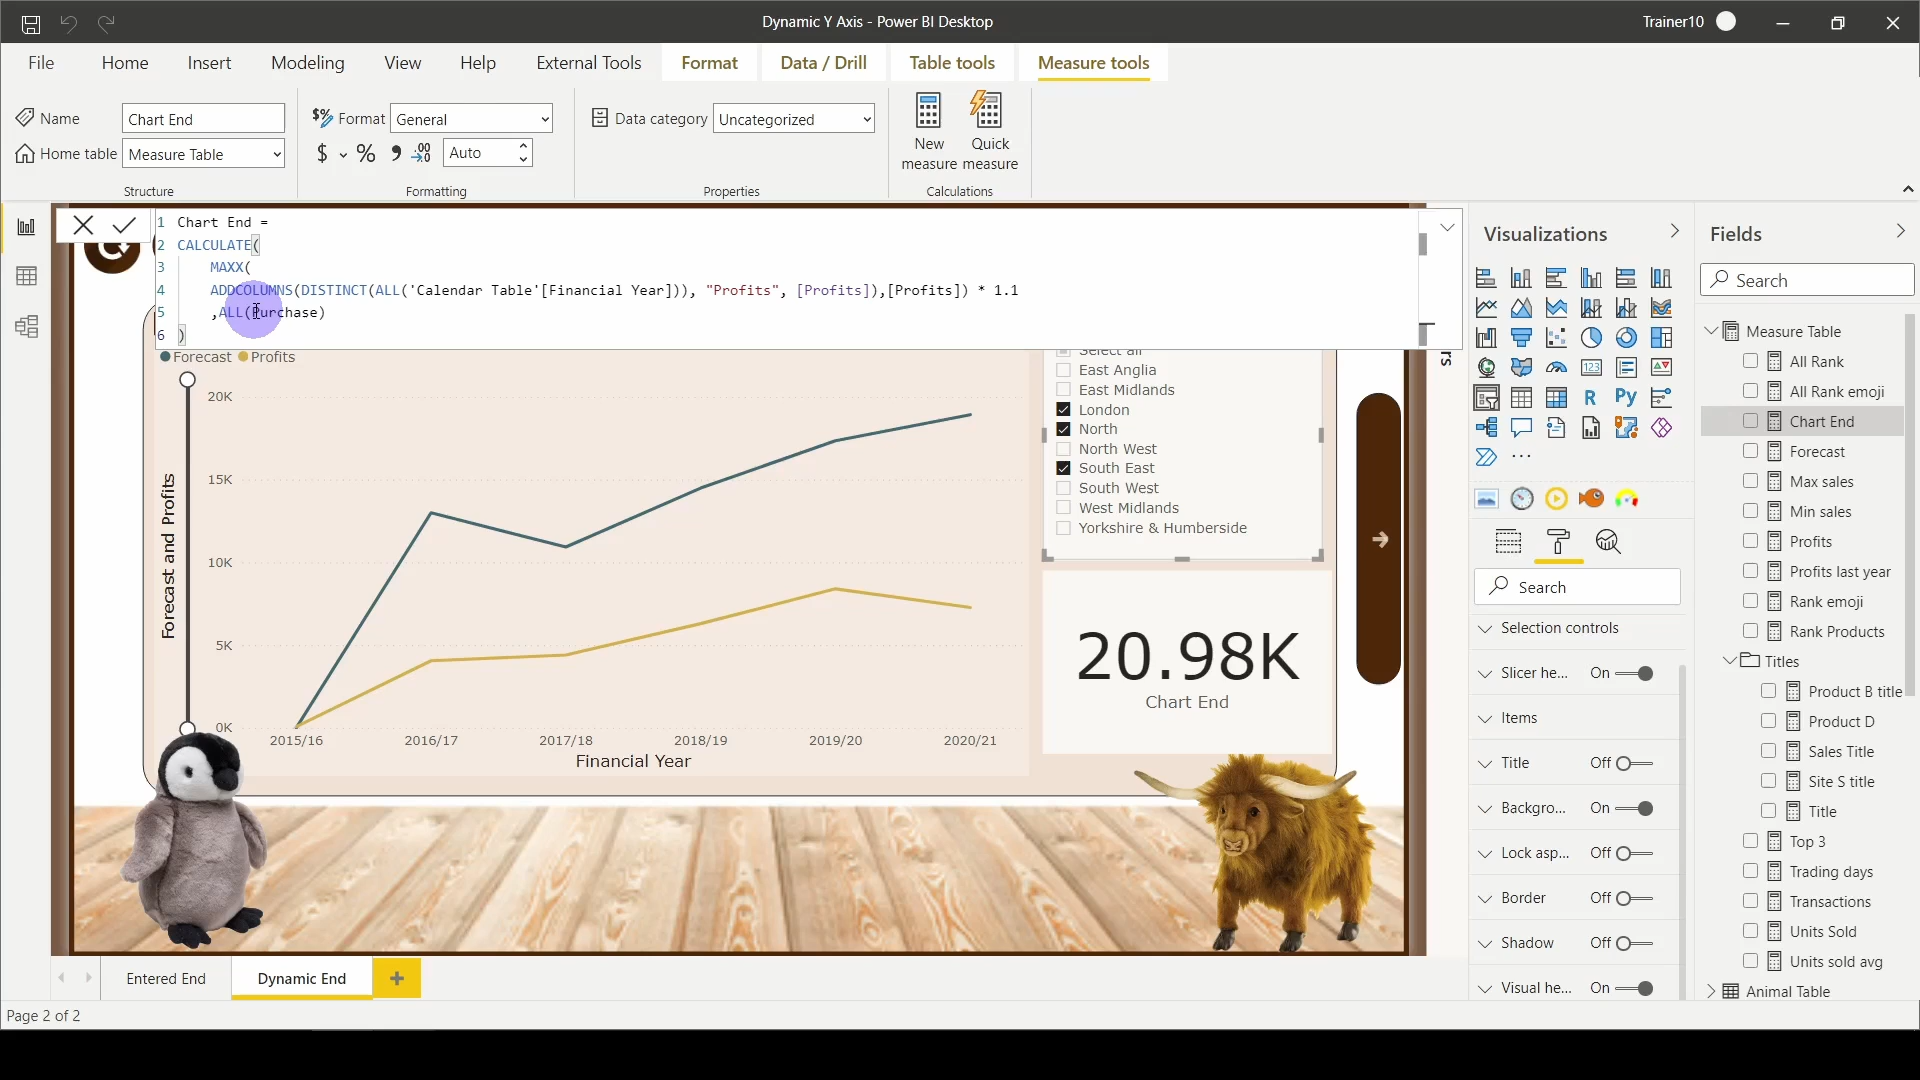 Dynamic Y Axis - Power BI Desktop
Trainer10
File Home Insert Modeling View Help External Tools Format Data / Drill Table tools Measure tools
Name Chart End
Home table Measure Table
Structure
Format General
$ % , .00 Auto
Formatting
Data category Uncategorized
Properties
New measure
Quick measure
Calculations
1 Chart End =
2 CALCULATE(
3 MAXX(
4 ADDCOLUMNS(DISTINCT(ALL('Calendar Table'[Financial Year])), "Profits", [Profits]),[Profits]) * 1.1
5 ,ALL(Purchase)
6 )
Forecast Profits
20K
15K
10K
5K
0K
Forecast and Profits
2015/16 2016/17 2017/18 2018/19 2019/20 2020/21
Financial Year
Select all
East Anglia
East Midlands
London
North
North West
South East
South West
West Midlands
Yorkshire & Humberside
20.98K
Chart End
rs
Visualizations
123
R Py
Search
Selection controls
Slicer he... On
Items
Title Off
Backgro... On
Lock asp... Off
Border Off
Shadow Off
Visual he... On
Fields
Search
Measure Table
All Rank
All Rank emoji
Chart End
Forecast
Max sales
Min sales
Profits
Profits last year
Rank emoji
Rank Products
Titles
Product B title
Product D
Sales Title
Site S title
Title
Top 3
Trading days
Transactions
Units Sold
Units sold avg
Animal Table
Entered End Dynamic End +
Page 2 of 2